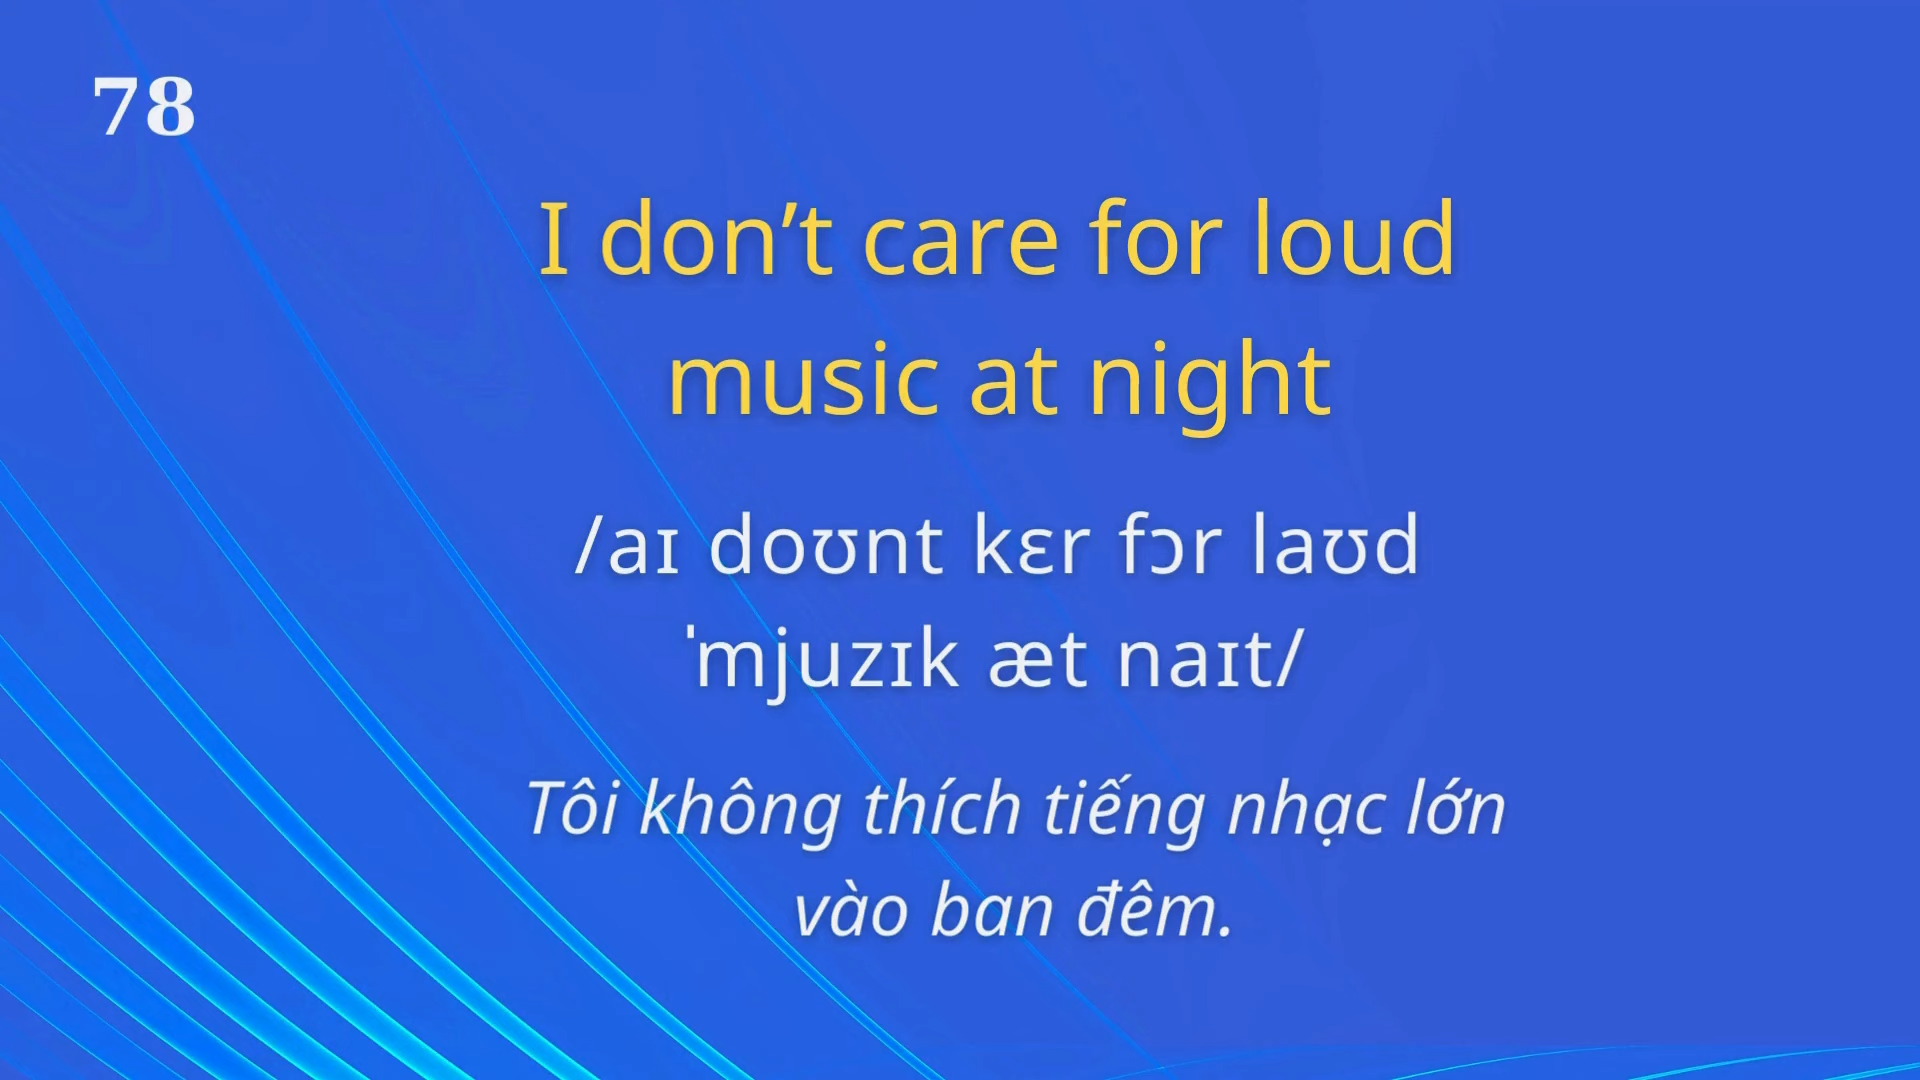 78
I don’t care for loud
music at night
/aɪ doʊnt kɛr fɔr laʊd
ˈmjuzɪk æt naɪt/
Tôi không thích tiếng nhạc lớn
vào ban đêm.